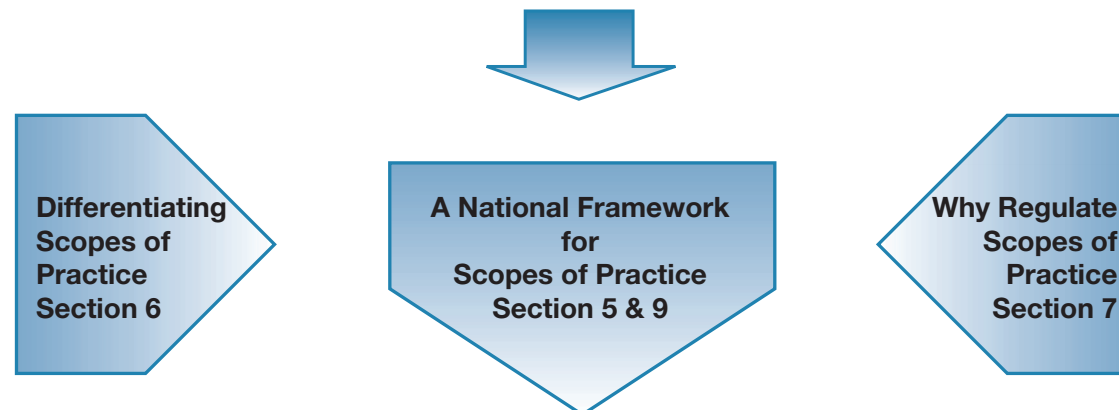 Differentiating
Scopes of
Practice
Section 6
A National Framework
for
Scopes of Practice
Section 5 & 9
Why Regulate
Scopes of
Practice
Section 7